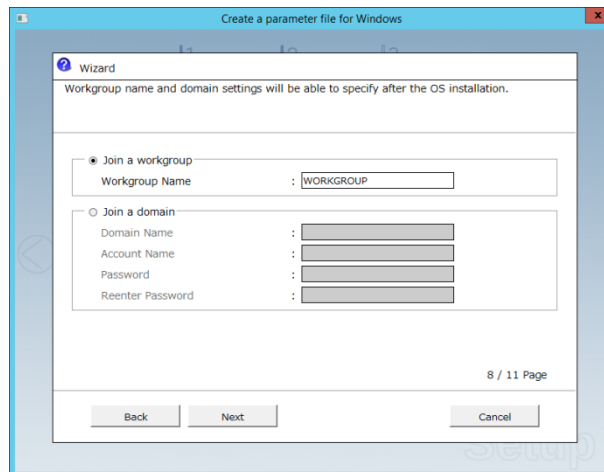 Create a parameter file for Windows
x
Wizard
Workgroup name and domain settings will be able to specify after the OS installation.
Join a workgroup
Workgroup Name : WORKGROUP
Join a domain
Domain Name :
Account Name :
Password :
Reenter Password :
8 / 11 Page
Back Next Cancel
Setup